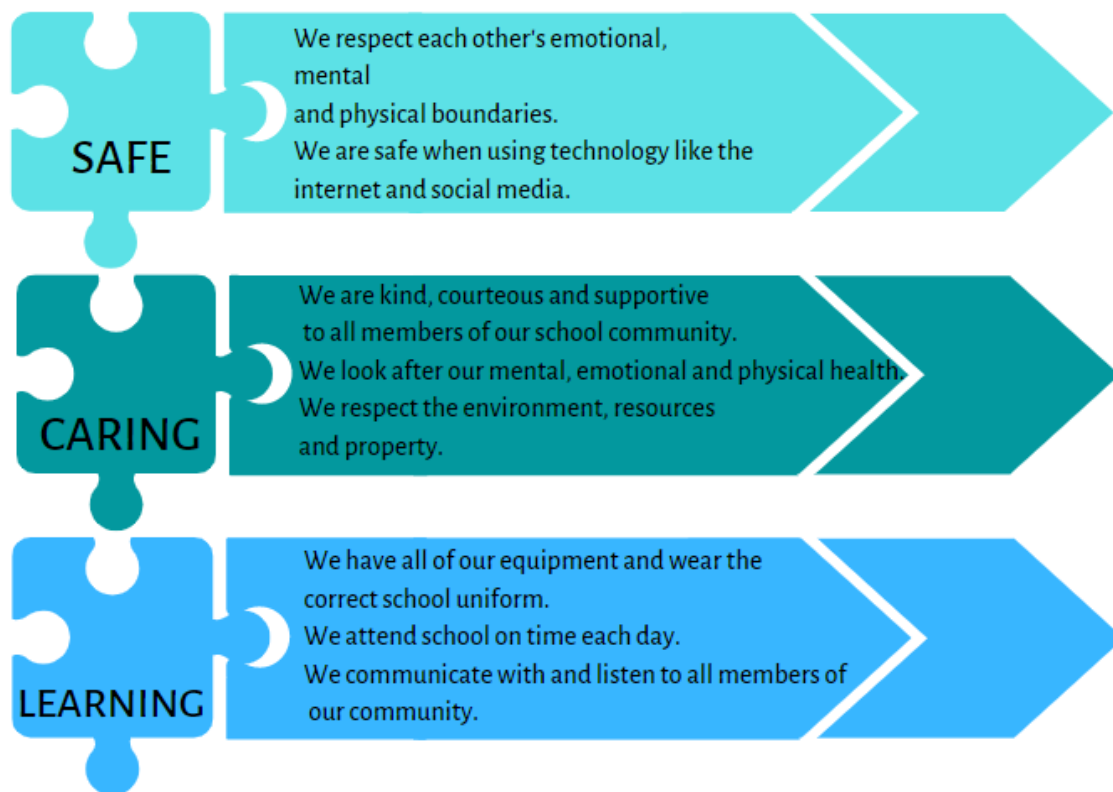 SAFE
We respect each other's emotional,
mental
and physical boundaries.
We are safe when using technology like the
internet and social media.
CARING
We are kind, courteous and supportive
to all members of our school community.
We look after our mental, emotional and physical health.
We respect the environment, resources
and property.
LEARNING
We have all of our equipment and wear the
correct school uniform.
We attend school on time each day.
We communicate with and listen to all members of
our community.